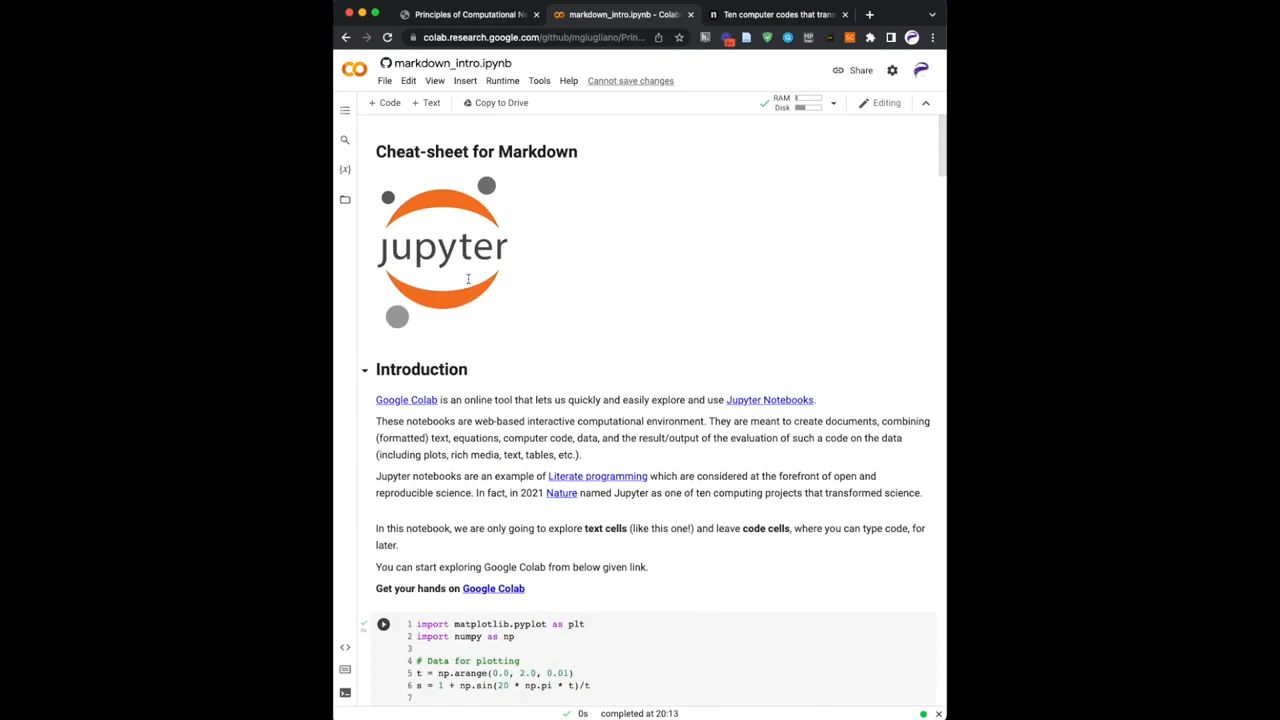 Principles of Computational Ne
markdown_intro.ipynb - Colab
Ten computer codes that trans
colab.research.google.com/github/mgiugliano/Prin...
markdown_intro.ipynb
Share
File Edit View Insert Runtime Tools Help Cannot save changes
+ Code + Text Copy to Drive
RAM
Disk
Editing
Cheat-sheet for Markdown
jupyter
Introduction
Google Colab is an online tool that lets us quickly and easily explore and use Jupyter Notebooks.
These notebooks are web-based interactive computational environment. They are meant to create documents, combining
(formatted) text, equations, computer code, data, and the result/output of the evaluation of such a code on the data
(including plots, rich media, text, tables, etc.).
Jupyter notebooks are an example of Literate programming which are considered at the forefront of open and
reproducible science. In fact, in 2021 Nature named Jupyter as one of ten computing projects that transformed science.
In this notebook, we are only going to explore text cells (like this one!) and leave code cells, where you can type code, for
later.
You can start exploring Google Colab from below given link.
Get your hands on Google Colab
1 import matplotlib.pyplot as plt
2 import numpy as np
3
4 # Data for plotting
5 t = np.arange(0.0, 2.0, 0.01)
6 s = 1 + np.sin(20 * np.pi * t)/t
7
0s completed at 20:13